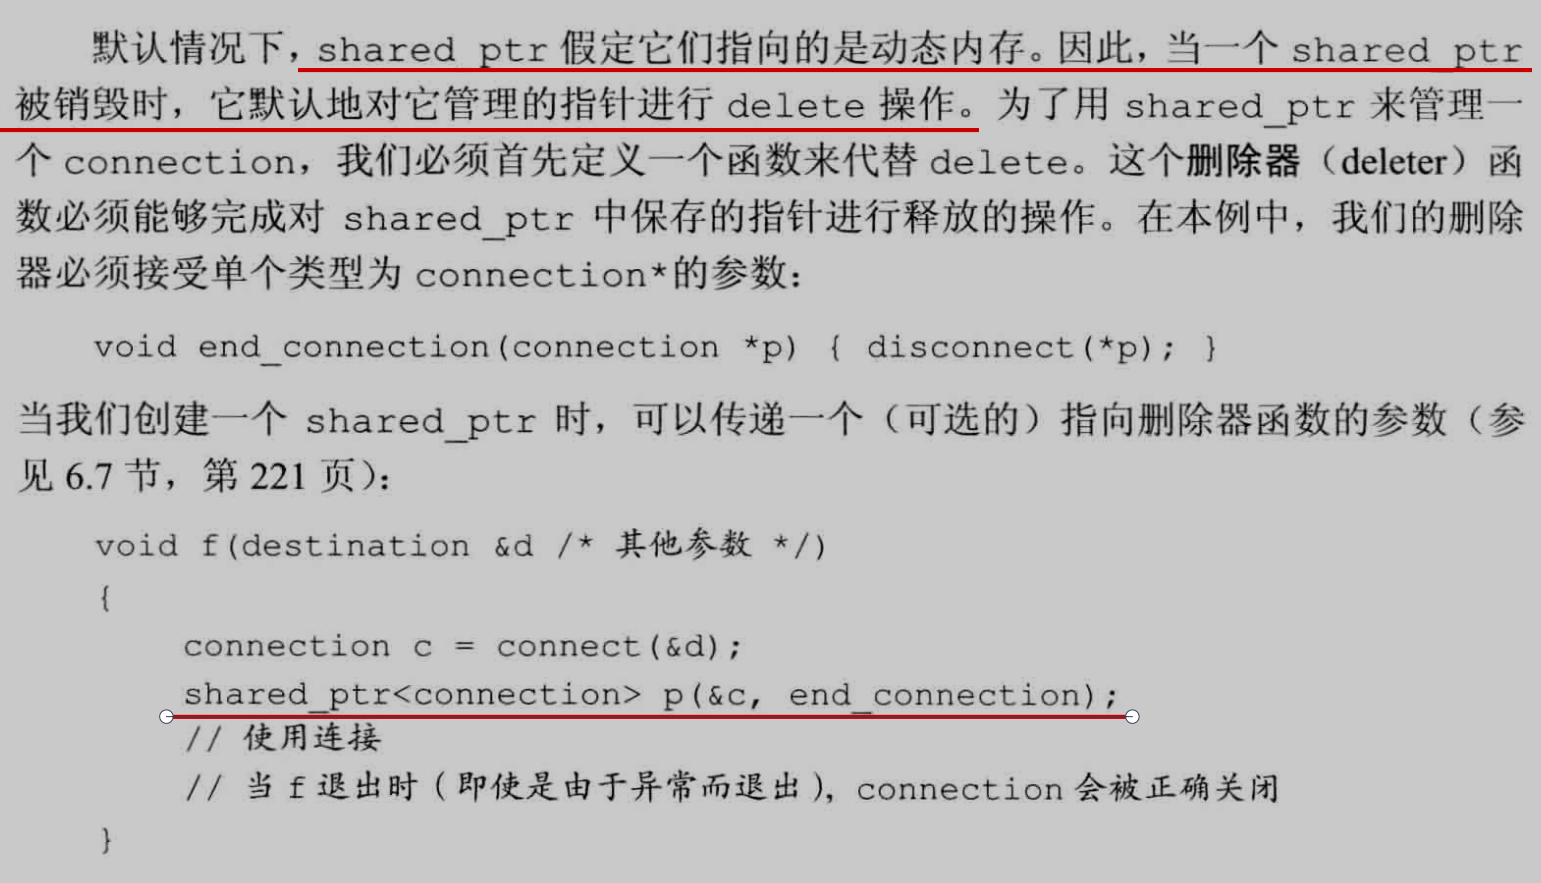 默认情况下，shared_ptr 假定它们指向的是动态内存。因此，当一个 shared_ptr
被销毁时，它默认地对它管理的指针进行 delete 操作。为了用 shared_ptr 来管理一
个 connection，我们必须首先定义一个函数来代替 delete。这个删除器（deleter）函
数必须能够完成对 shared_ptr 中保存的指针进行释放的操作。在本例中，我们的删除
器必须接受单个类型为 connection*的参数：
void end_connection(connection *p) { disconnect(*p); }
当我们创建一个 shared_ptr 时，可以传递一个（可选的）指向删除器函数的参数（参
见 6.7 节，第 221 页）：
void f(destination &d /* 其他参数 */)
{
connection c = connect(&d);
shared_ptr<connection> p(&c, end_connection);
// 使用连接
// 当 f 退出时（即使是由于异常而退出），connection 会被正确关闭
}